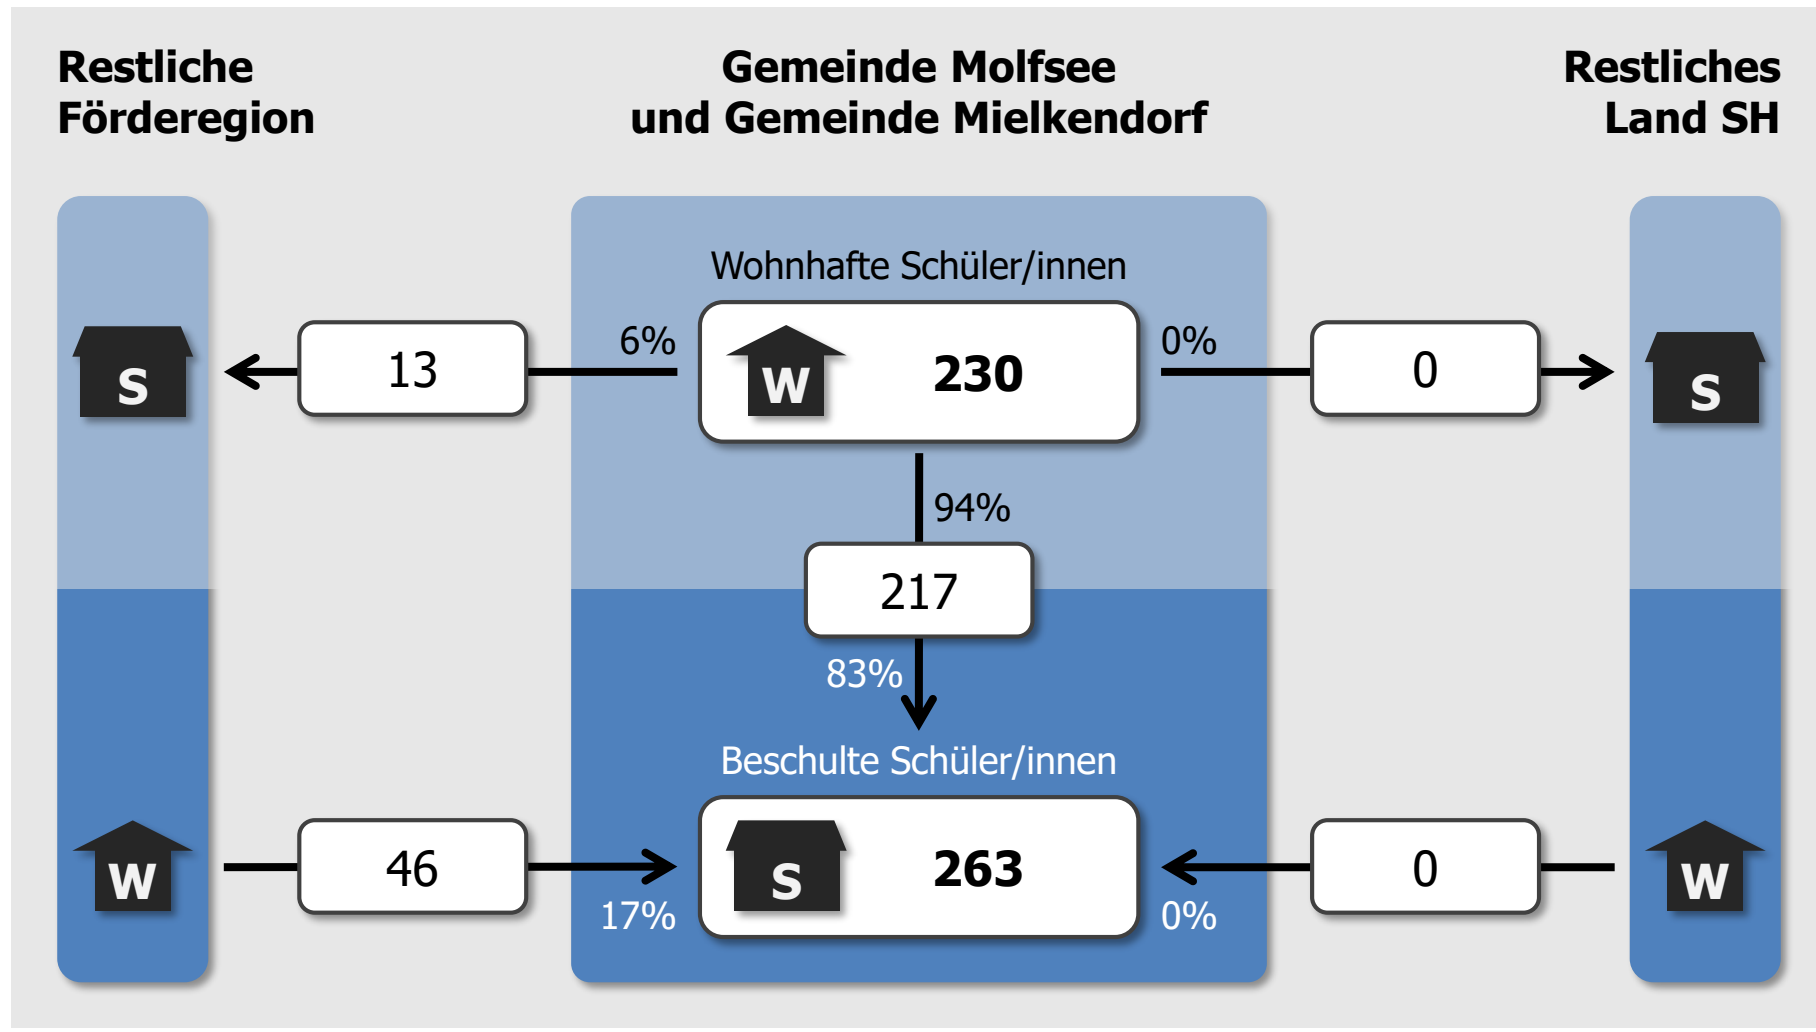 Restliche
Förderegion
Gemeinde Molfsee
und Gemeinde Mielkendorf
Restliches
Land SH
Wohnhafte Schüler/innen
S
13
6%
W
230
0%
0
S
94%
217
83%
Beschulte Schüler/innen
W
46
17%
S
263
0%
0
W